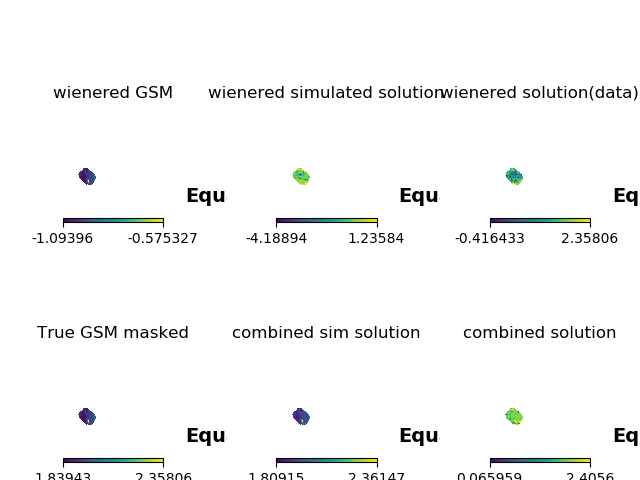 wienered GSM wienered simulated solution wienered solution(data)
Equ Equ Eq
-1.09396 -0.575327 -4.18894 1.23584 -0.416433 2.35806
True GSM masked combined sim solution combined solution
Equ Equ Eq
1.83943 2.35806 1.80915 2.36147 0.065959 2.4056